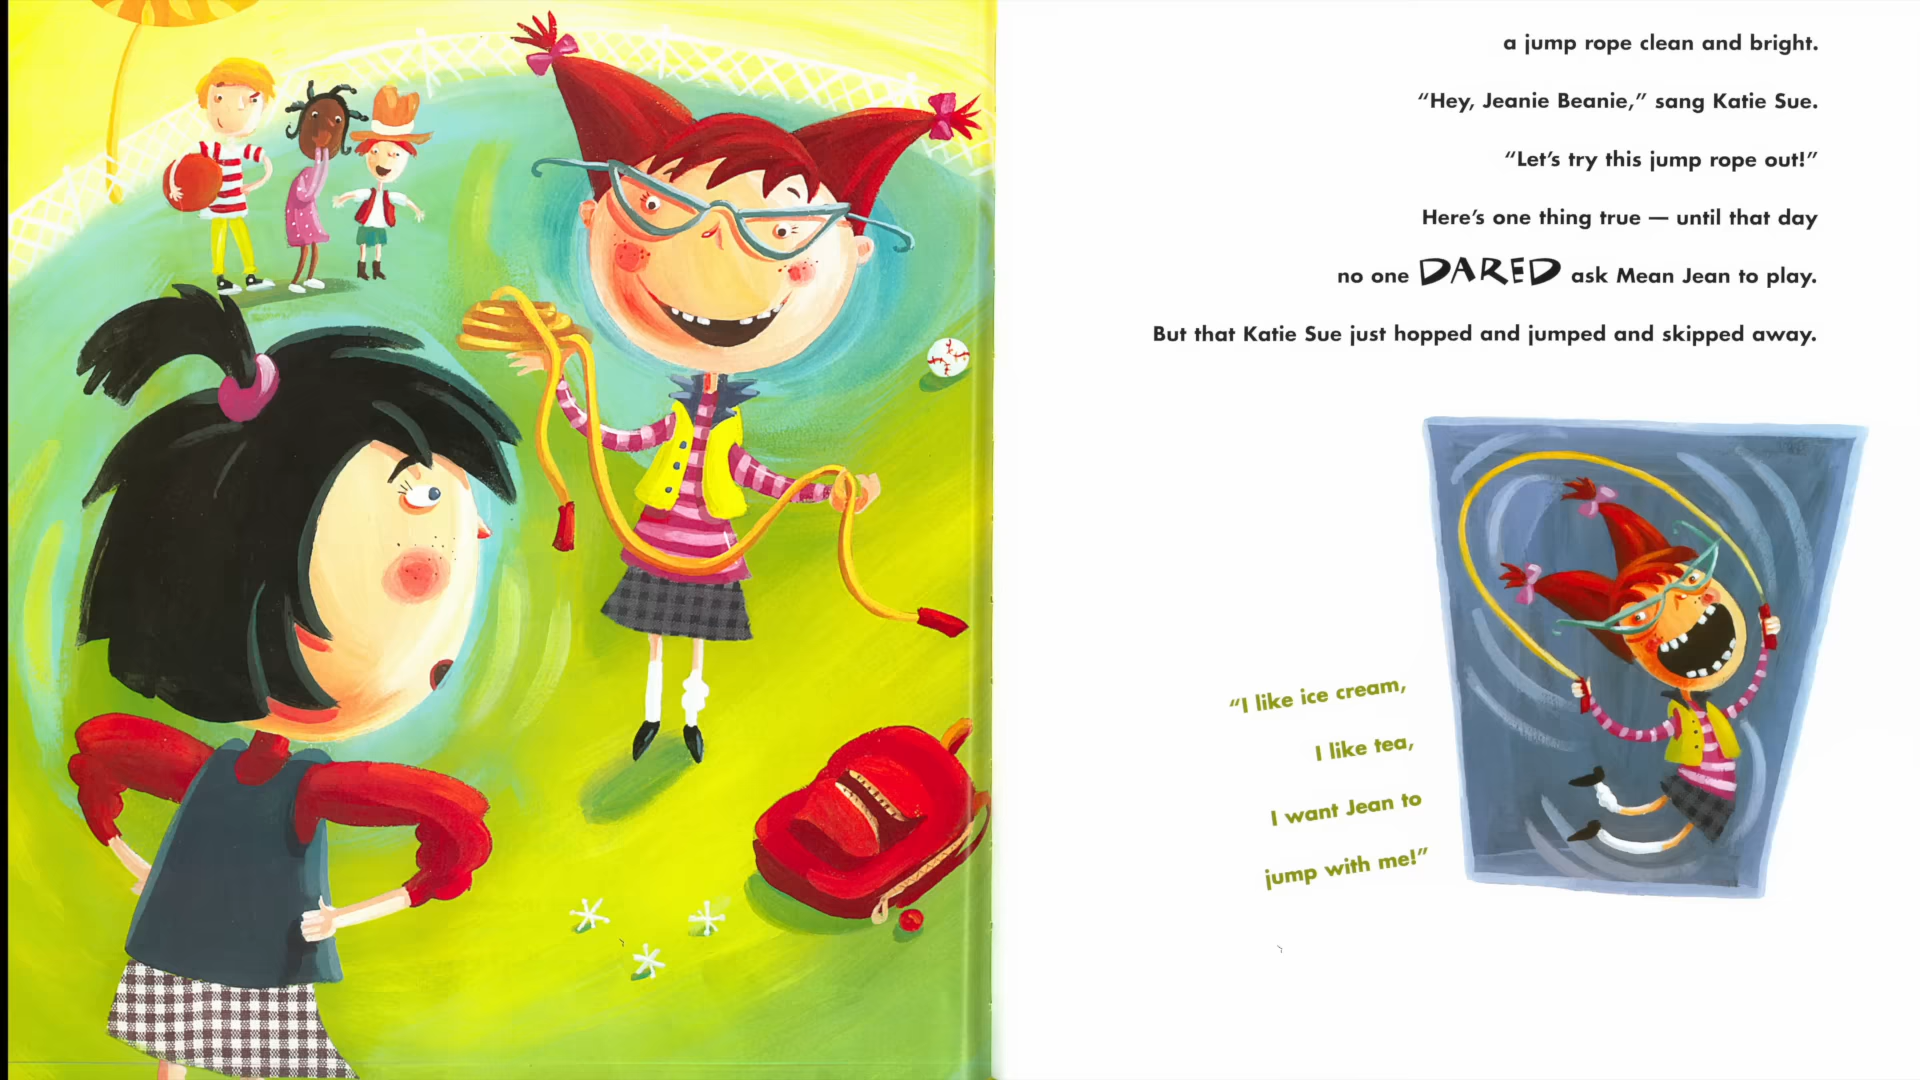 a jump rope clean and bright.
“Hey, Jeanie Beanie,” sang Katie Sue.
“Let’s try this jump rope out!”
Here’s one thing true — until that day
no one DARED ask Mean Jean to play.
But that Katie Sue just hopped and jumped and skipped away.
“I like ice cream,
I like tea,
I want Jean to
jump with me!”